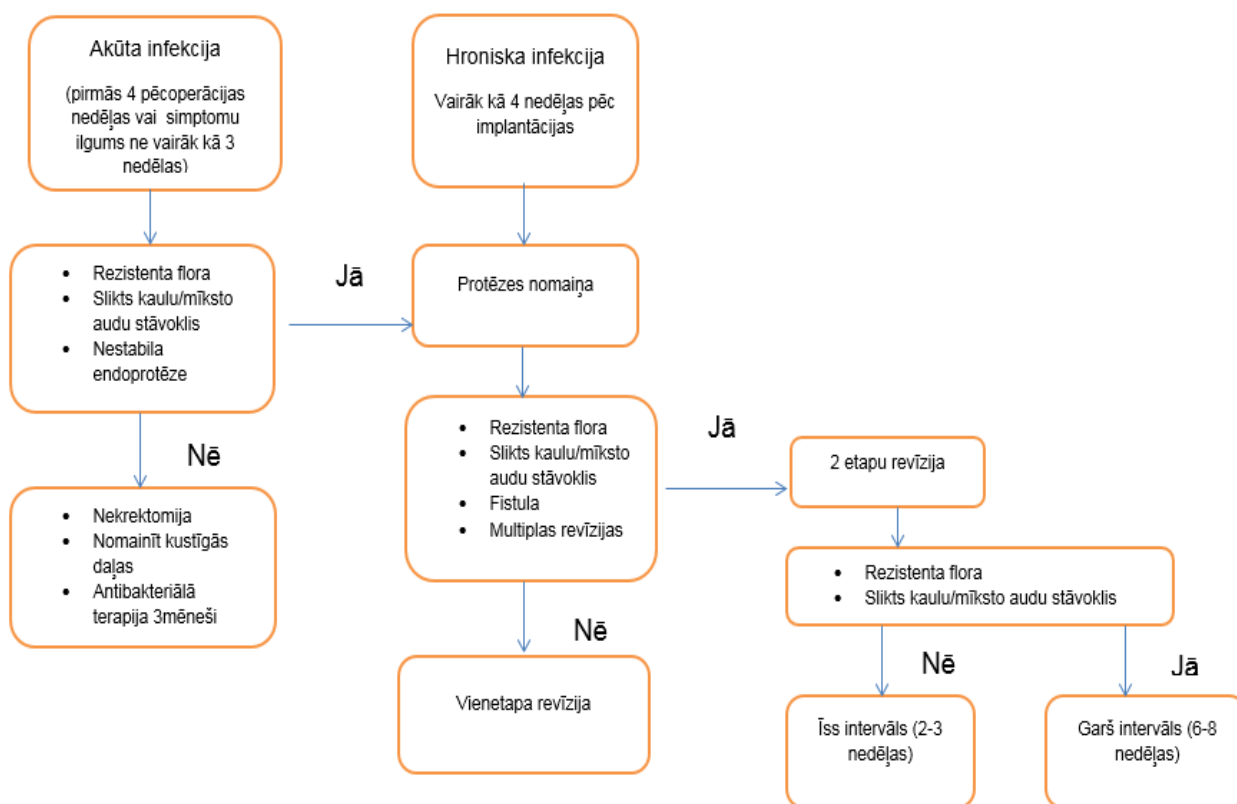 Akūta infekcija
(pirmās 4 pēcoperācijas
nedēļas vai simptomu
ilgums ne vairāk kā 3
nedēļas)
Hroniska infekcija
Vairāk kā 4 nedēļas pēc
implantācijas
• Rezistenta flora
• Slikts kaulu/mīksto
audu stāvoklis
• Nestabila
endoprotēze
Jā
Protēzes nomaiņa
Nē
• Nekrektomija
• Nomainīt kustīgās
daļas
• Antibakteriālā
terapija 3mēneši
• Rezistenta flora
• Slikts kaulu/mīksto
audu stāvoklis
• Fistula
• Multiplas revīzijas
Jā
2 etapu revīzija
Nē
Vienetapa revīzija
• Rezistenta flora
• Slikts kaulu/mīksto audu stāvoklis
Nē
Jā
Īss intervāls (2-3
nedēļas)
Garš intervāls (6-8
nedēļas)